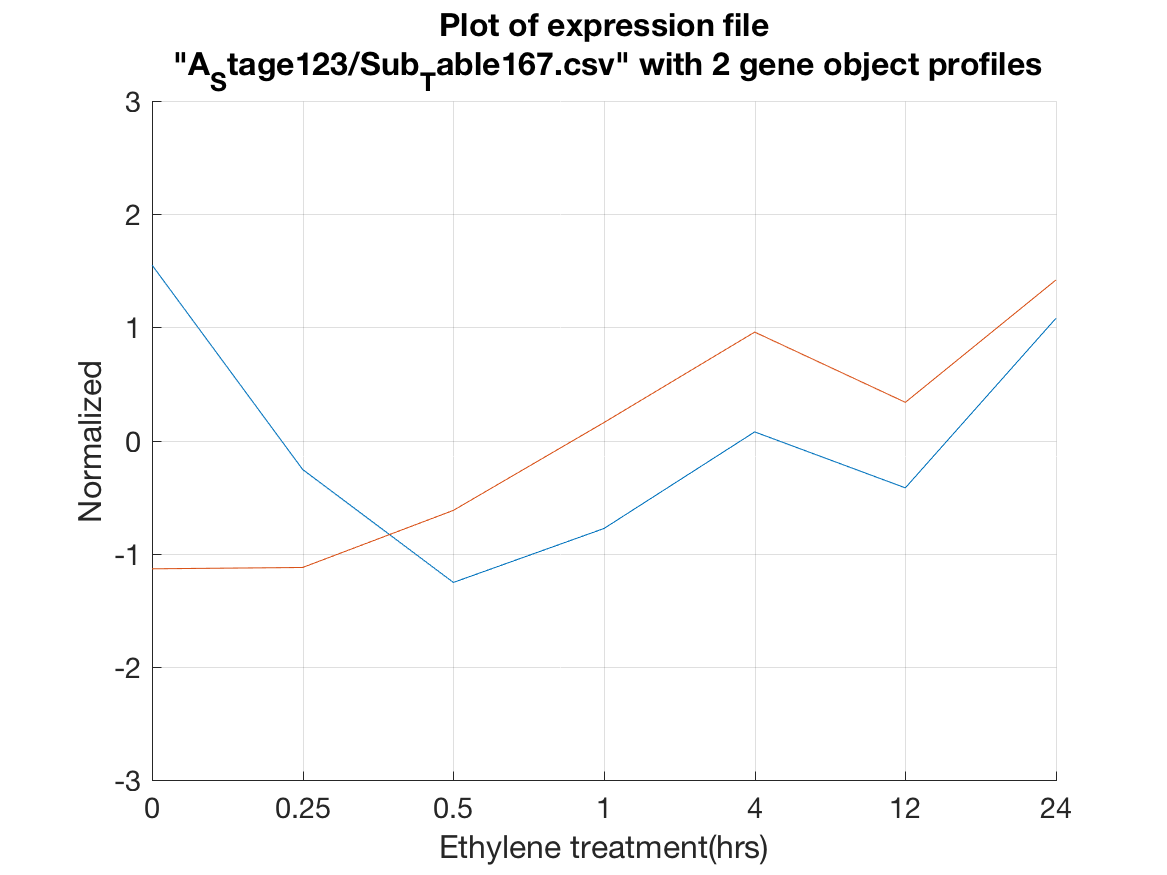 Plot of expression file
"A_Stage123/Sub_Table167.csv" with 2 gene object profiles
3
2
1
0
-1
-2
-3
Normalized
0 0.25 0.5 1 4 12 24
Ethylene treatment(hrs)